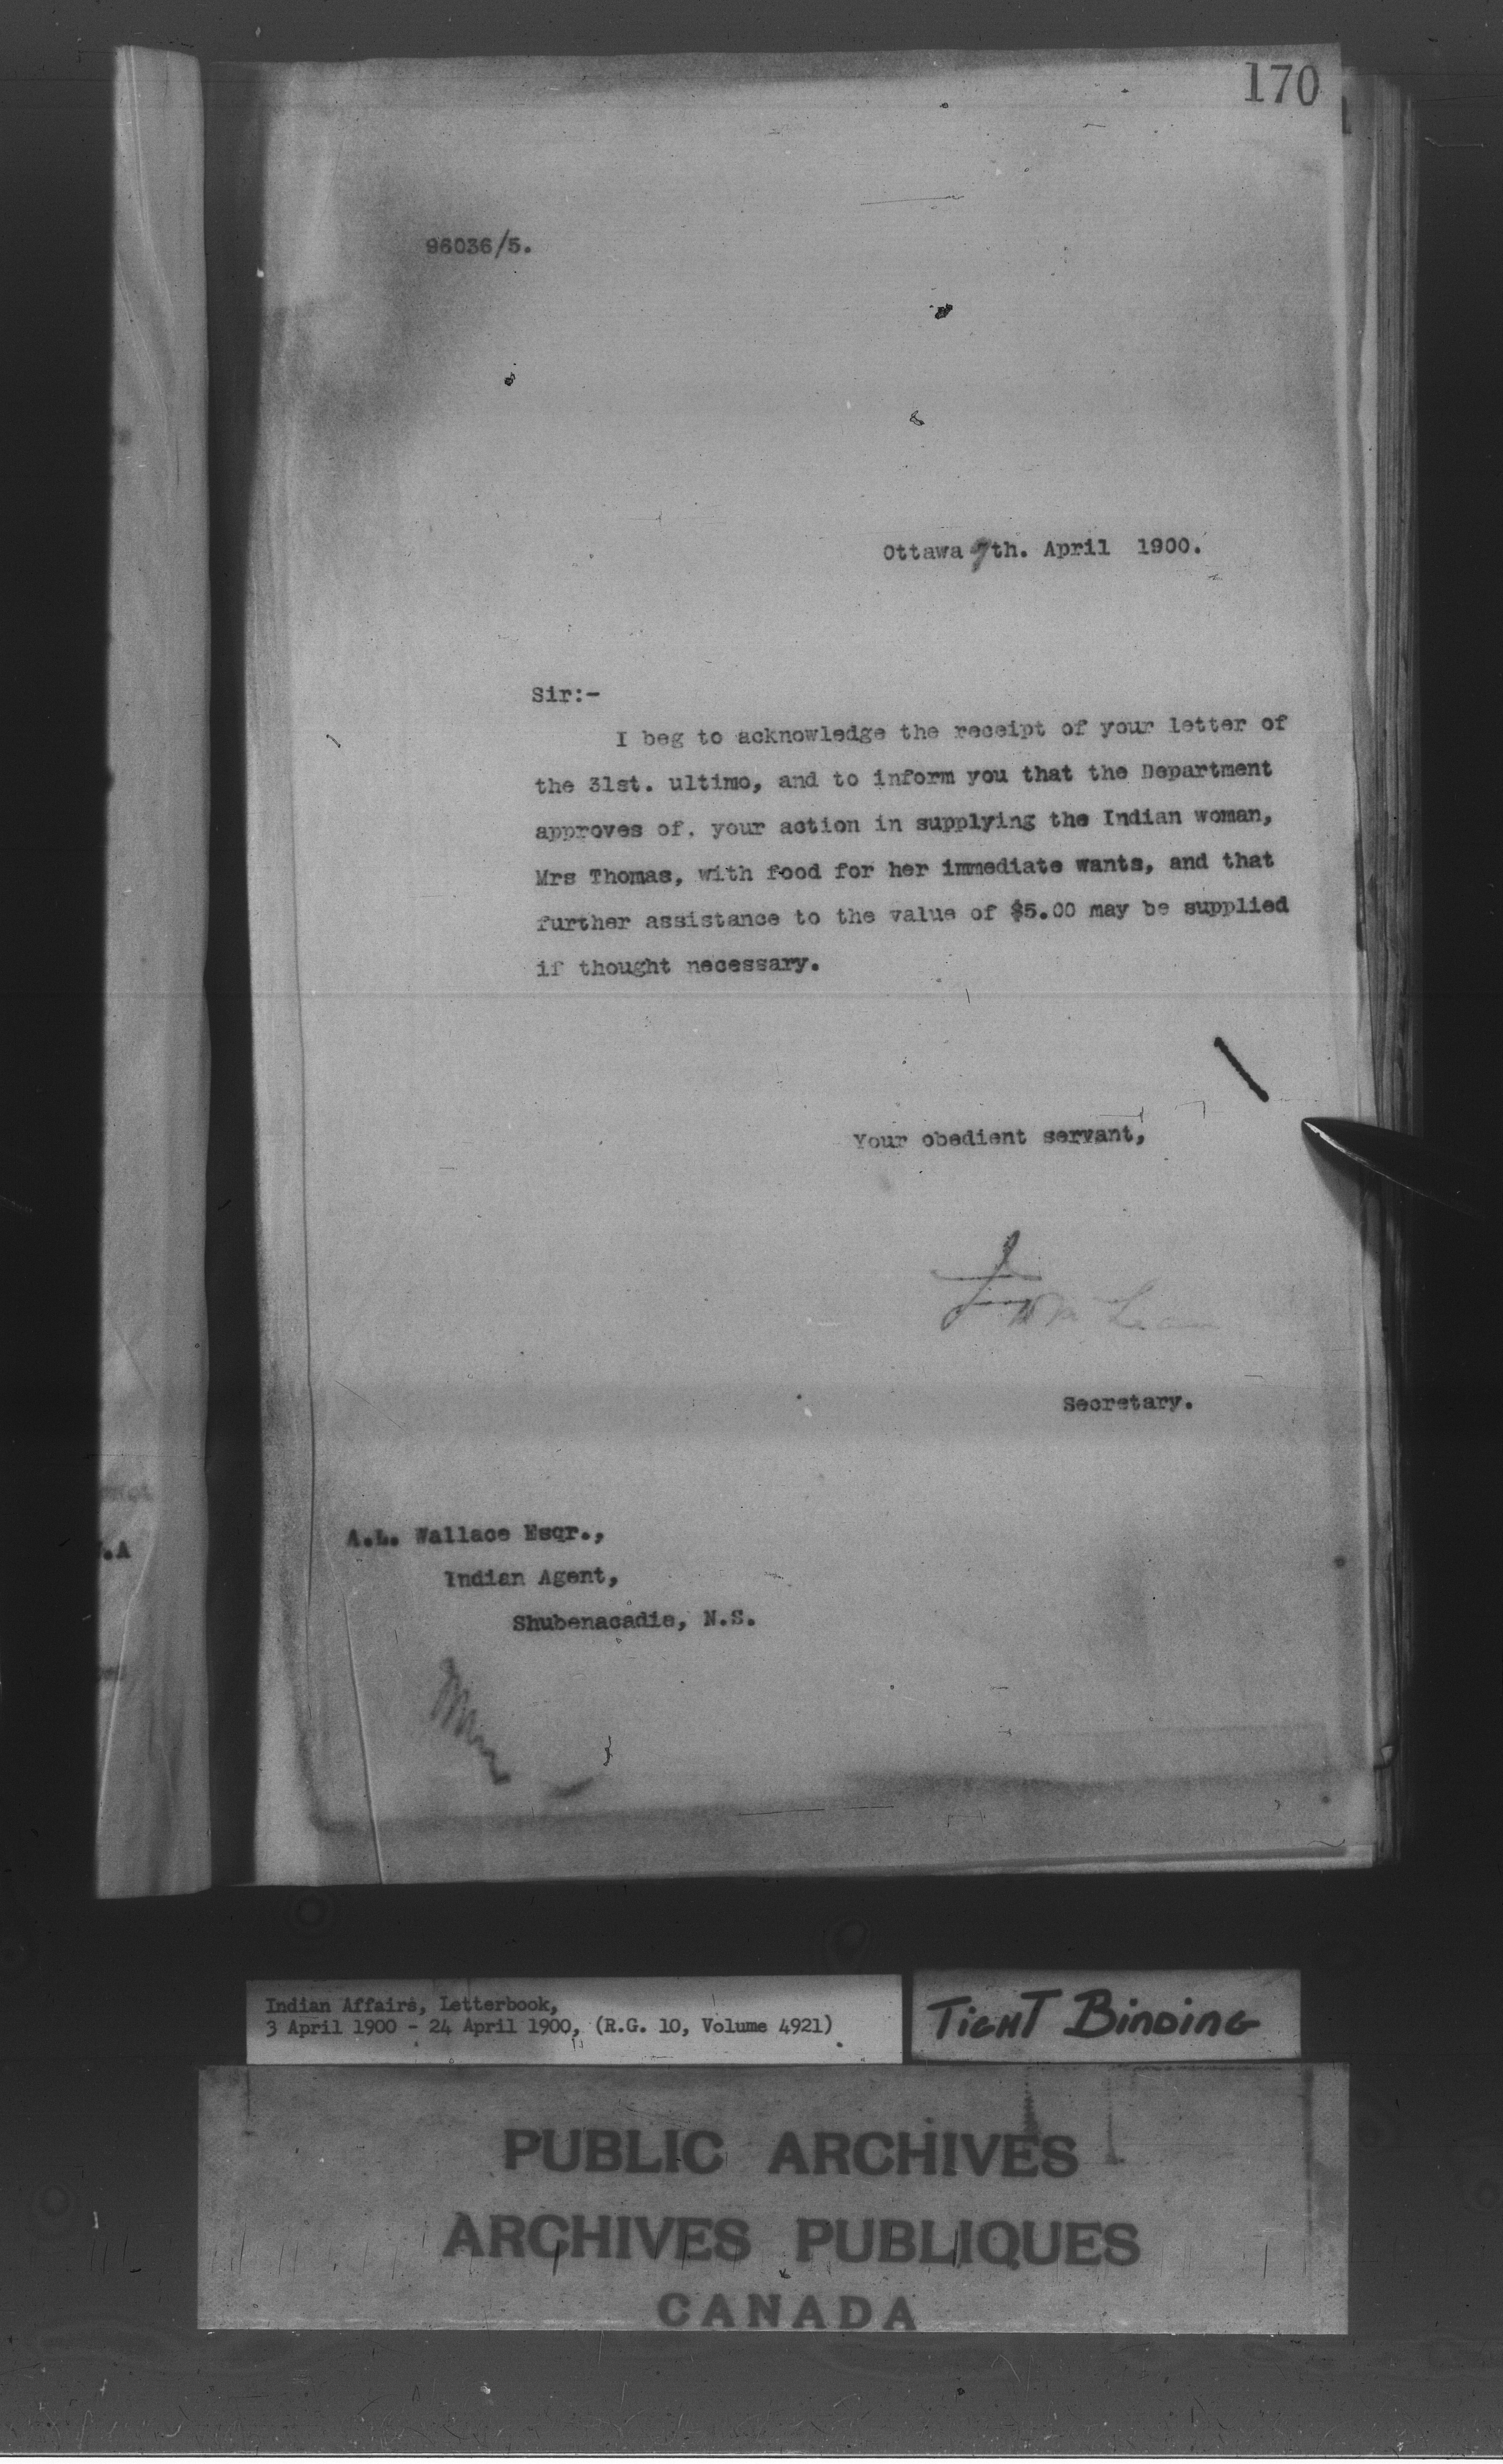 170
96036/5.
Ottawa 7th. April 1900.
Sir:-
I beg to acknowledge the receipt of your letter of
the 31st. ultimo, and to inform you that the Department
approves of. your action in supplying the Indian woman,
Mrs Thomas, with food for her immediate wants, and that
further assistance to the value of $5.00 may be supplied
if thought necessary.
Your obedient servant,
McLean
Secretary.
A.L. Wallace Esqr.,
Indian Agent,
Shubenacadie, N.S.
.A
Indian Affairs, Letterbook,
3 April 1900 - 24 April 1900, (R.G. 10, Volume 4921)
TIGHT BINDING
PUBLIC ARCHIVES
ARCHIVES PUBLIQUES
CANADA